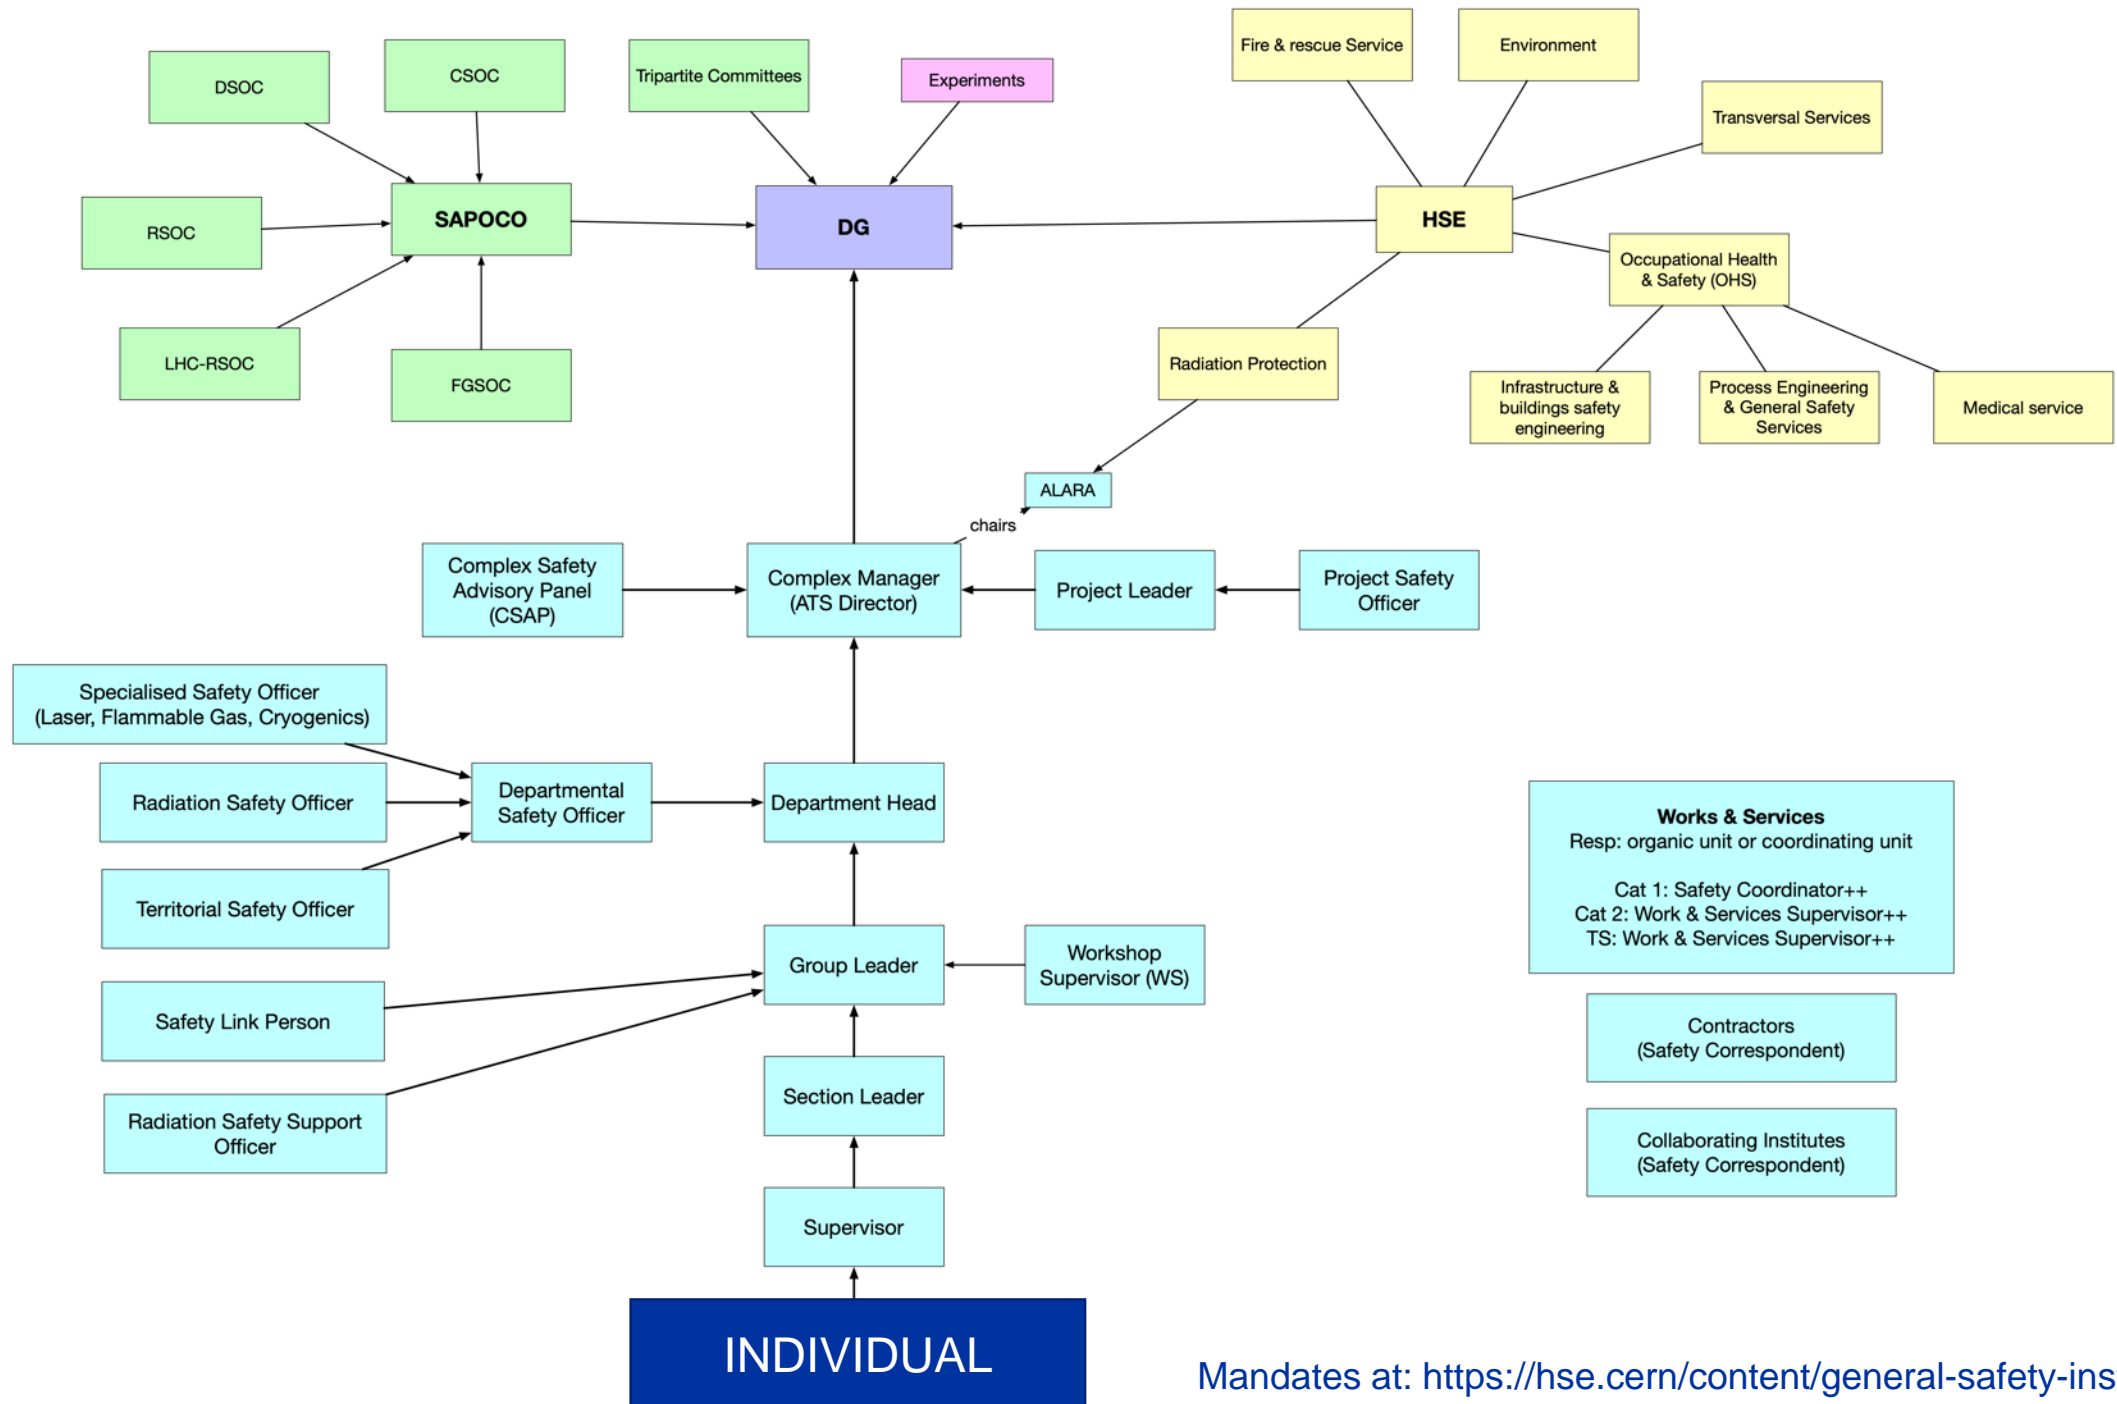 Fire & rescue Service
Environment
DSOC
CSOC
Tripartite Committees
Experiments
Transversal Services
RSOC
SAPOCO
DG
HSE
Occupational Health
& Safety (OHS)
LHC-RSOC
FGSOC
Radiation Protection
Infrastructure &
buildings safety
engineering
Process Engineering
& General Safety
Services
Medical service
ALARA
chairs
Complex Safety
Advisory Panel
(CSAP)
Complex Manager
(ATS Director)
Project Leader
Project Safety
Officer
Specialised Safety Officer
(Laser, Flammable Gas, Cryogenics)
Radiation Safety Officer
Departmental
Safety Officer
Department Head
Territorial Safety Officer
Works & Services
Resp: organic unit or coordinating unit
Cat 1: Safety Coordinator++
Cat 2: Work & Services Supervisor++
TS: Work & Services Supervisor++
Group Leader
Workshop
Supervisor (WS)
Safety Link Person
Contractors
(Safety Correspondent)
Section Leader
Radiation Safety Support
Officer
Collaborating Institutes
(Safety Correspondent)
Supervisor
INDIVIDUAL
Mandates at: https://hse.cern/content/general-safety-ins